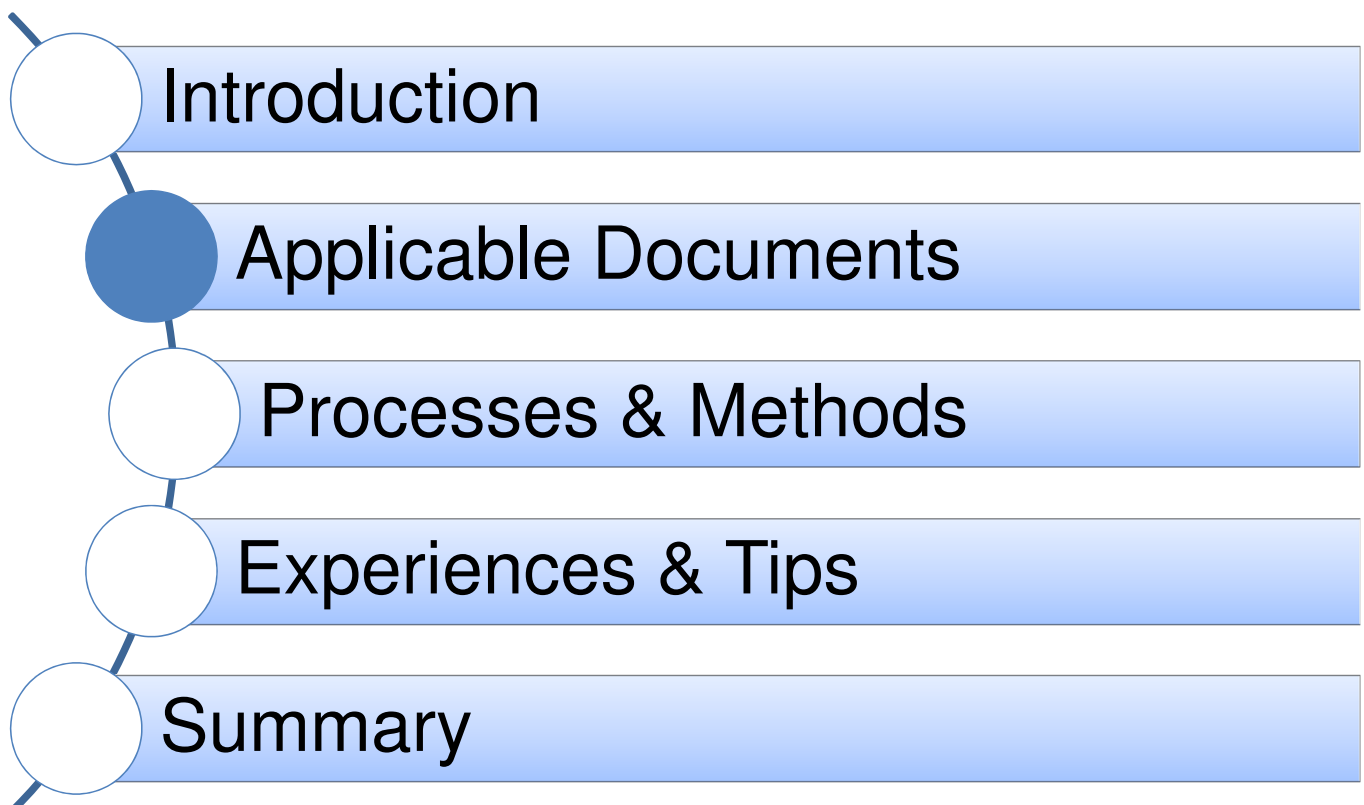 Introduction
Applicable Documents
Processes & Methods
Experiences & Tips
Summary